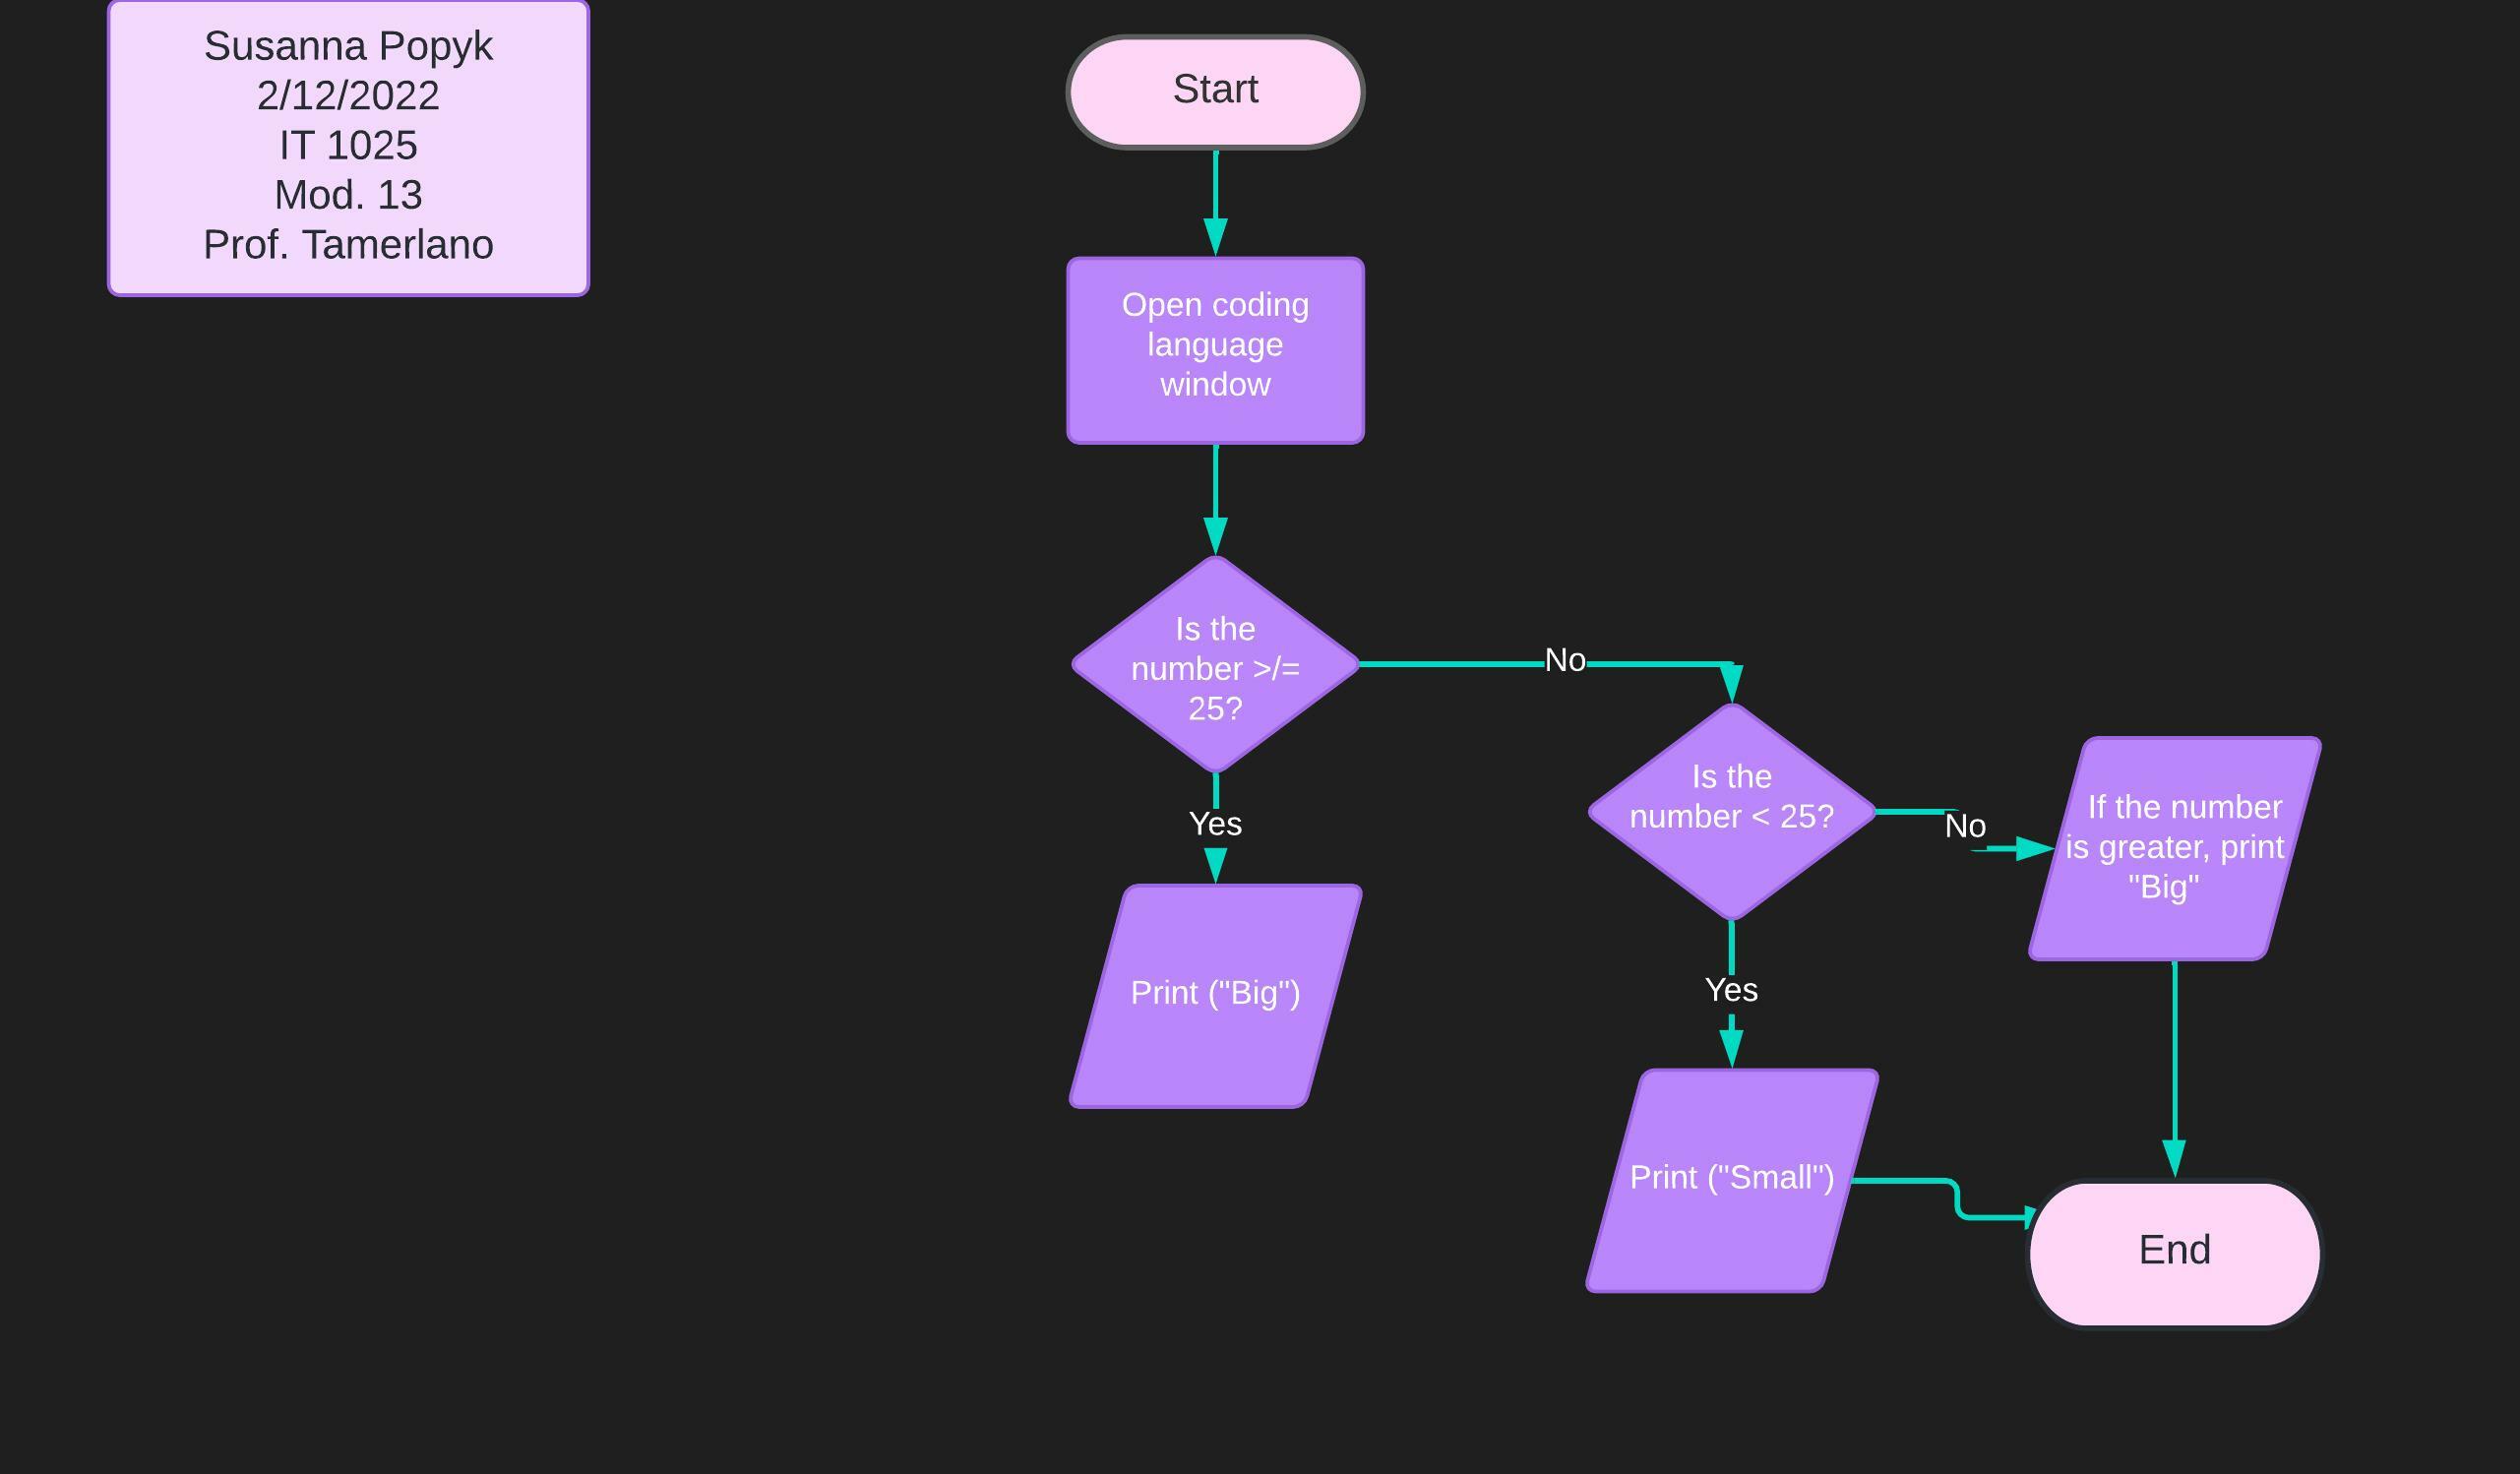 Susanna Popyk
2/12/2022
IT 1025
Mod. 13
Prof. Tamerlano
Start
Open coding
language
window
Is the
number >/=
25?
No
Yes
Print ("Big")
Is the
number < 25?
No
If the number
is greater, print
"Big"
Yes
Print ("Small")
End